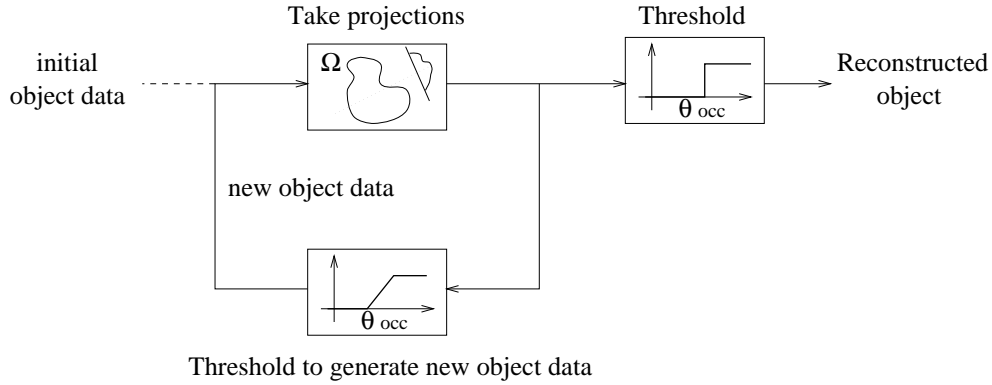 Take projections
Threshold
initial
object data
Ω
θ occ
Reconstructed
object
new object data
θ occ
Threshold to generate new object data